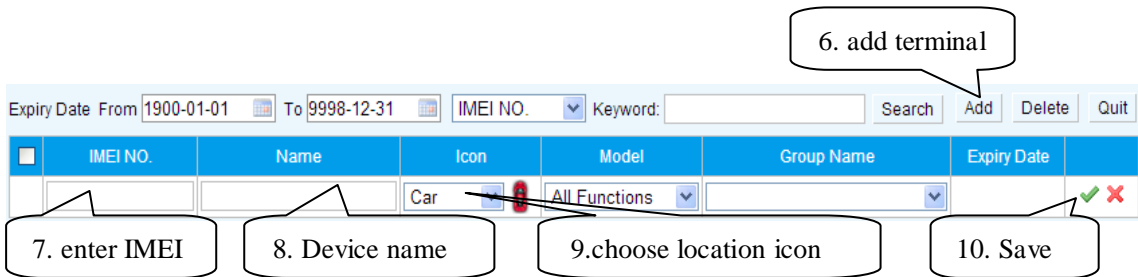 6. add terminal
Expiry Date From 1900-01-01 To 9998-12-31 IMEI NO. Keyword: Search Add Delete Quit
IMEI NO. Name Icon Model Group Name Expiry Date
Car All Functions
7. enter IMEI 8. Device name 9.choose location icon 10. Save